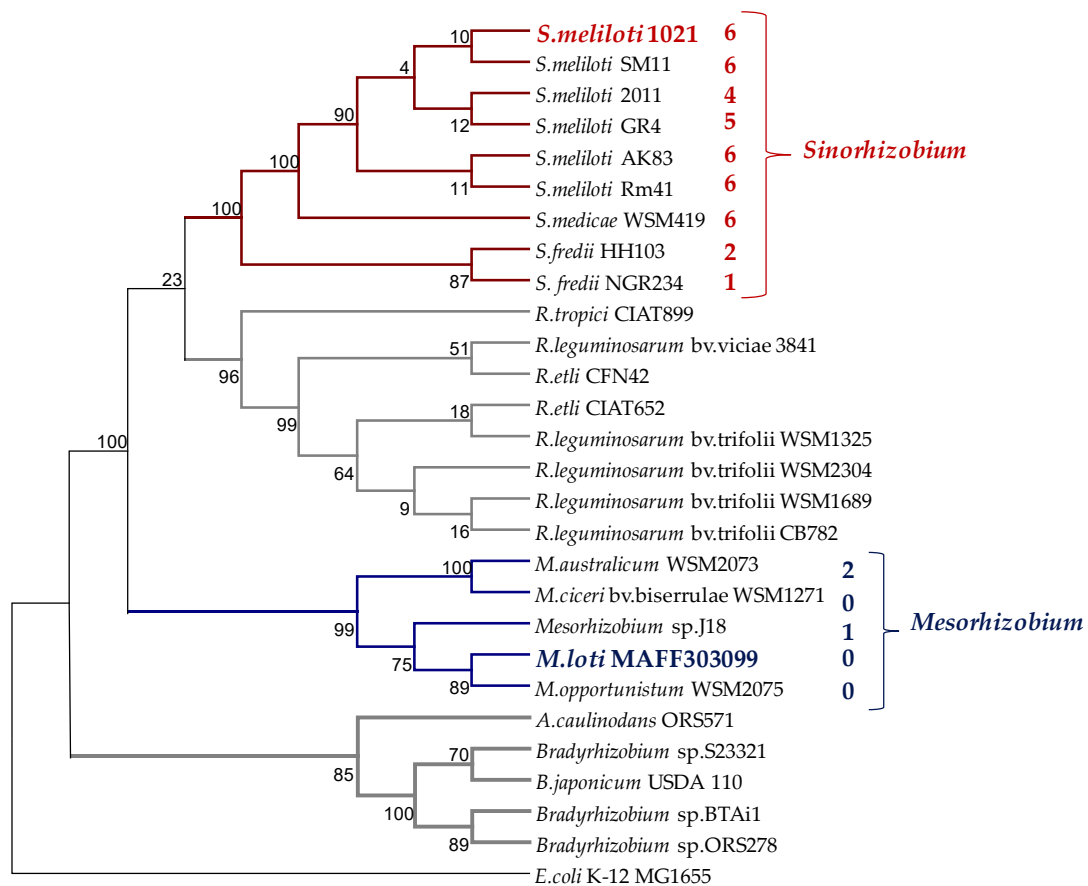 10 S.meliloti 1021 6
S.meliloti SM11 6
4
S.meliloti 2011 4
90
12 S.meliloti GR4 5
S.meliloti AK83 6
Sinorhizobium
100
11 S.meliloti Rm41 6
100
S.medicae WSM419 6
S.fredii HH103 2
23
87 S. fredii NGR234 1
R.tropici CIAT899
51 R.leguminosarum bv.viciae 3841
96
R.etli CFN42
18 R.etli CIAT652
99
100
R.leguminosarum bv.trifolii WSM1325
64
R.leguminosarum bv.trifolii WSM2304
9
R.leguminosarum bv.trifolii WSM1689
16 R.leguminosarum bv.trifolii CB782
100 M.australicum WSM2073 2
M.ciceri bv.biserrulae WSM1271 0
99
Mesorhizobium sp.J18 1
Mesorhizobium
75
M.loti MAFF303099 0
89 M.opportunistum WSM2075 0
A.caulinodans ORS571
70 Bradyrhizobium sp.S23321
85
B.japonicum USDA 110
100
Bradyrhizobium sp.BTAi1
89 Bradyrhizobium sp.ORS278
E.coli K-12 MG1655